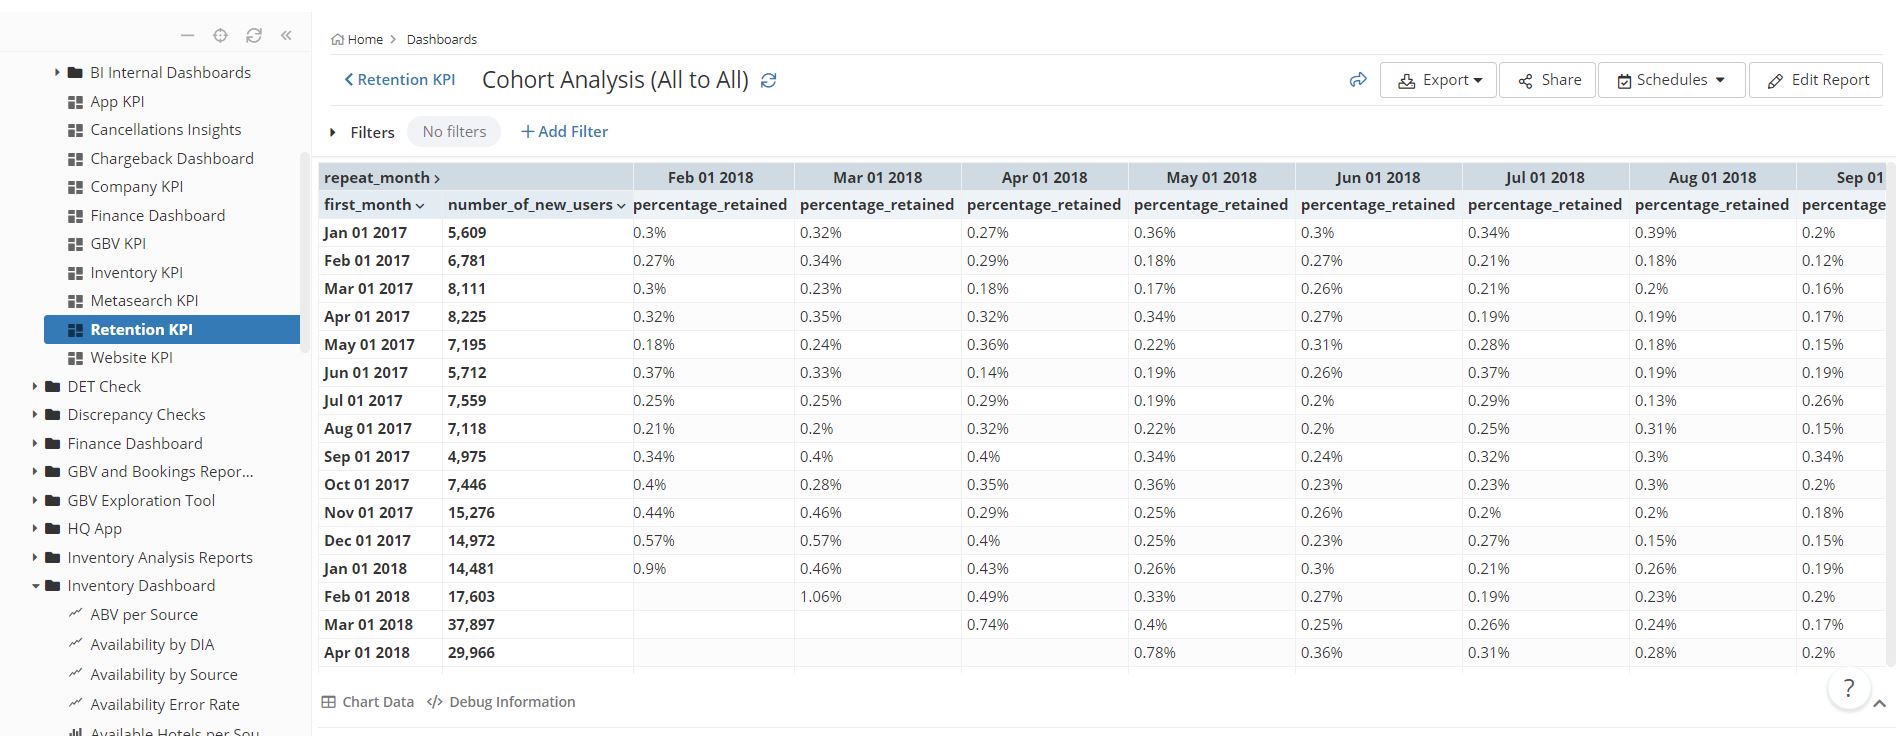 Home > Dashboards
BI Internal Dashboards
App KPI
Cancellations Insights
Chargeback Dashboard
Company KPI
Finance Dashboard
GBV KPI
Inventory KPI
Metasearch KPI
Retention KPI
Website KPI
DET Check
Discrepancy Checks
Finance Dashboard
GBV and Bookings Repor...
GBV Exploration Tool
HQ App
Inventory Analysis Reports
Inventory Dashboard
ABV per Source
Availability by DIA
Availability by Source
Availability Error Rate
Available Hotels per Sou
Retention KPI Cohort Analysis (All to All) Export Share Schedules Edit Report
Filters No filters + Add Filter
repeat_month > Feb 01 2018 Mar 01 2018 Apr 01 2018 May 01 2018 Jun 01 2018 Jul 01 2018 Aug 01 2018 Sep 01
first_month number_of_new_users percentage_retained percentage_retained percentage_retained percentage_retained percentage_retained percentage_retained percentage_retained percentage
Jan 01 2017 5,609 0.3% 0.32% 0.27% 0.36% 0.3% 0.34% 0.39% 0.2%
Feb 01 2017 6,781 0.27% 0.34% 0.29% 0.18% 0.27% 0.21% 0.18% 0.12%
Mar 01 2017 8,111 0.3% 0.23% 0.18% 0.17% 0.26% 0.21% 0.2% 0.16%
Apr 01 2017 8,225 0.32% 0.35% 0.32% 0.34% 0.27% 0.19% 0.19% 0.17%
May 01 2017 7,195 0.18% 0.24% 0.36% 0.22% 0.31% 0.28% 0.18% 0.15%
Jun 01 2017 5,712 0.37% 0.33% 0.14% 0.19% 0.26% 0.37% 0.19% 0.19%
Jul 01 2017 7,559 0.25% 0.25% 0.29% 0.19% 0.2% 0.29% 0.13% 0.26%
Aug 01 2017 7,118 0.21% 0.2% 0.32% 0.22% 0.2% 0.25% 0.31% 0.15%
Sep 01 2017 4,975 0.34% 0.4% 0.4% 0.34% 0.24% 0.32% 0.3% 0.34%
Oct 01 2017 7,446 0.4% 0.28% 0.35% 0.36% 0.23% 0.23% 0.3% 0.2%
Nov 01 2017 15,276 0.44% 0.46% 0.29% 0.25% 0.26% 0.2% 0.2% 0.18%
Dec 01 2017 14,972 0.57% 0.57% 0.4% 0.25% 0.23% 0.27% 0.15% 0.15%
Jan 01 2018 14,481 0.9% 0.46% 0.43% 0.26% 0.3% 0.21% 0.26% 0.19%
Feb 01 2018 17,603 1.06% 0.49% 0.33% 0.27% 0.19% 0.23% 0.2%
Mar 01 2018 37,897 0.74% 0.4% 0.25% 0.26% 0.24% 0.17%
Apr 01 2018 29,966 0.78% 0.36% 0.31% 0.28% 0.2%
Chart Data </> Debug Information
?